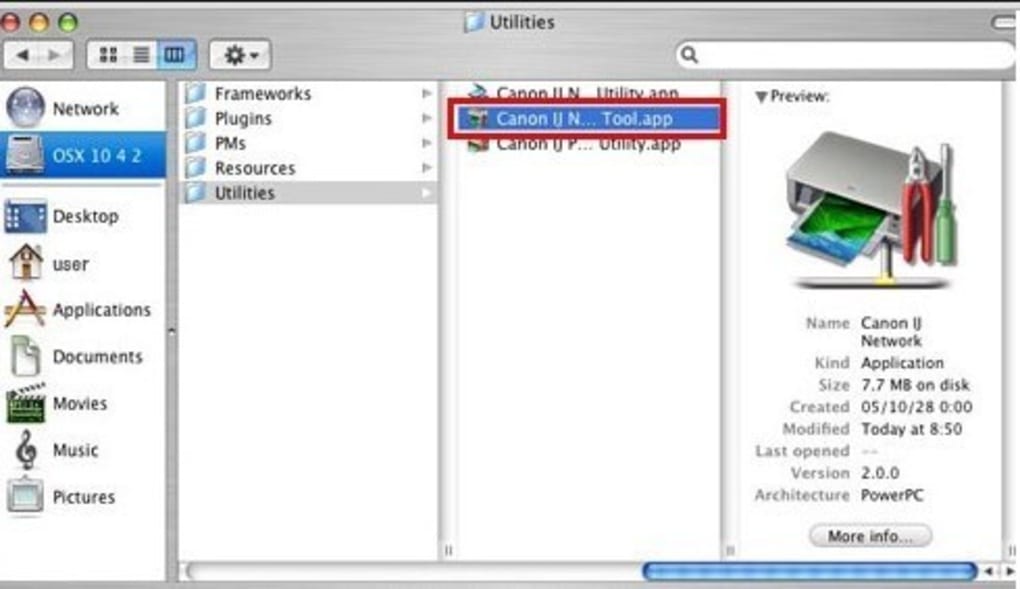 Utilities
Network
OSX 10 4 2
Desktop
user
Applications
Documents
Movies
Music
Pictures
Frameworks
Plugins
PMs
Resources
Utilities
Canon IJ N... Utility.app
Canon IJ N... Tool.app
Canon IJ P... Utility.app
Preview:
Name Canon IJ
Network
Kind Application
Size 7.7 MB on disk
Created 05/10/28 0:00
Modified Today at 8:50
Last opened --
Version 2.0.0
Architecture PowerPC
More info...